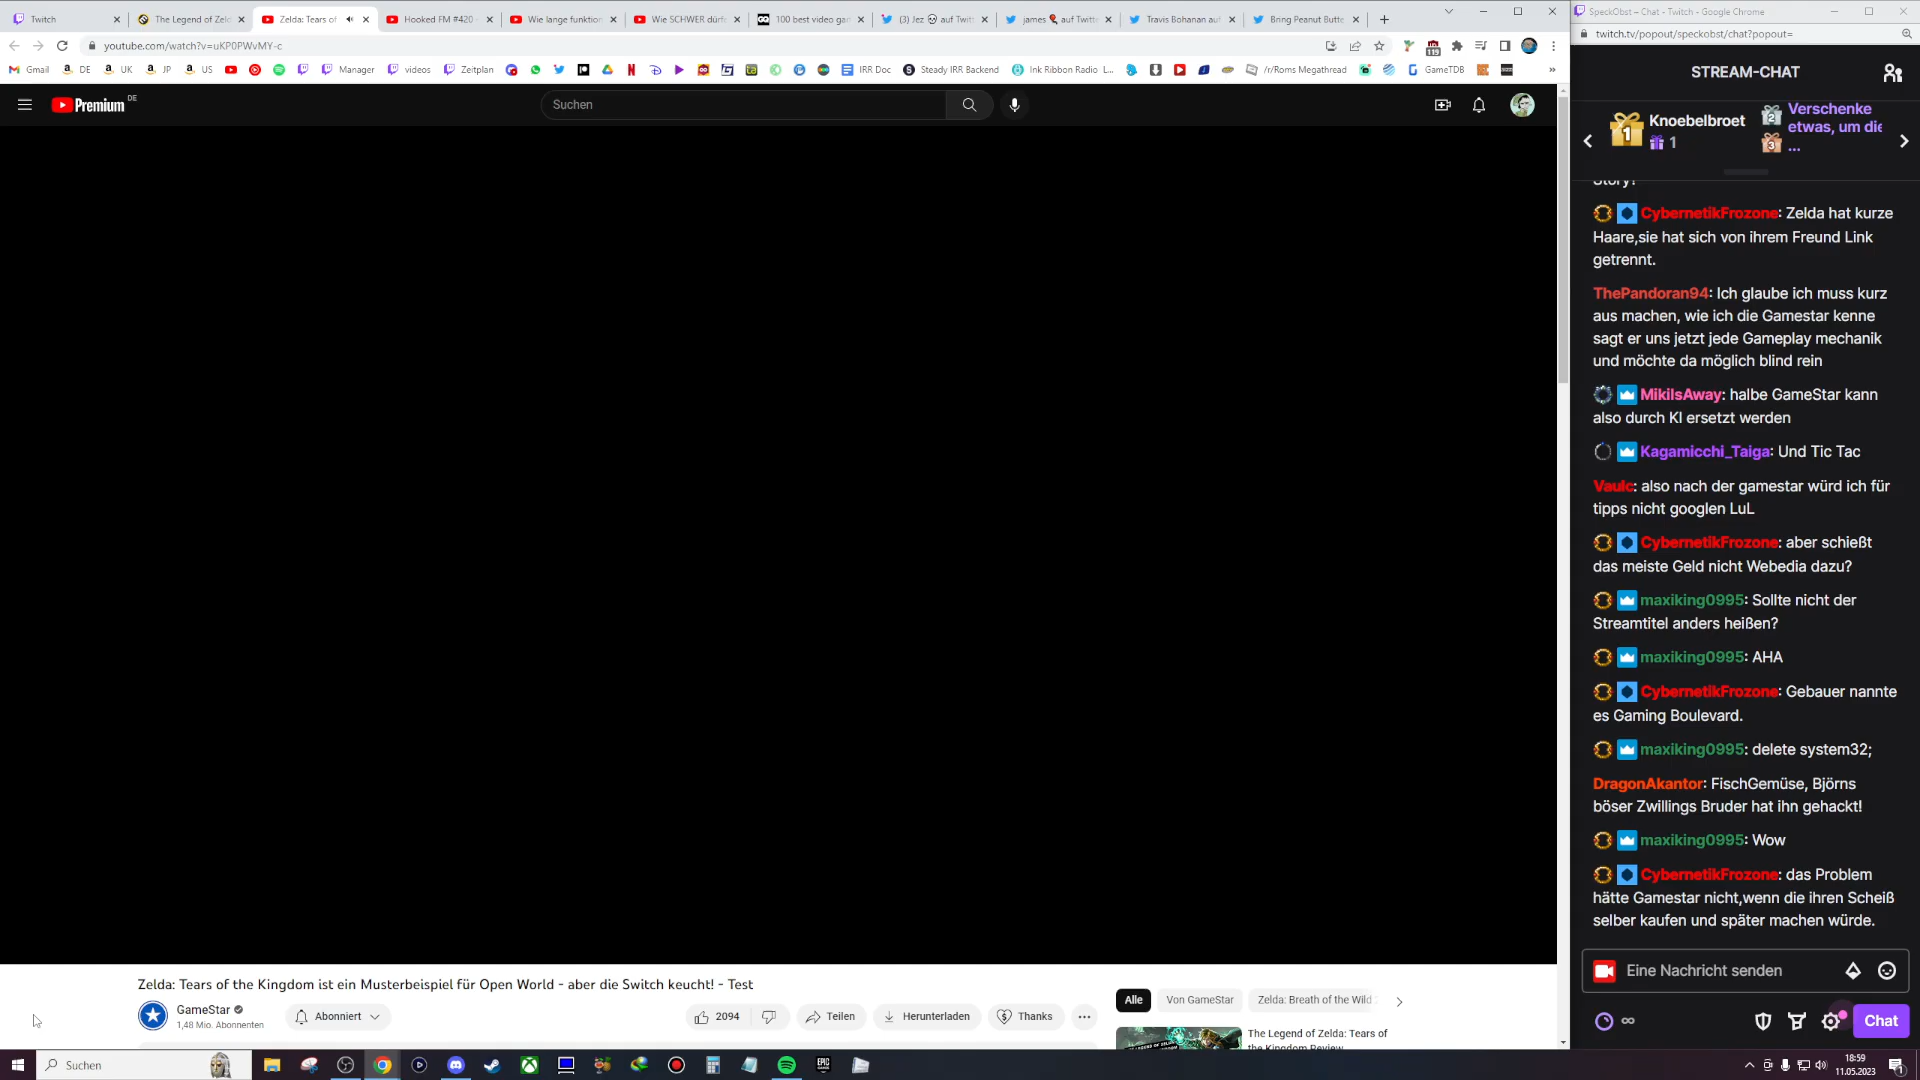 Twitch
The Legend of Zeld
Zelda: Tears of
Hooked FM #420
Wie lange funktion
Wie SCHWER dürfe
100 best video gam
(3) Jez 💀 auf Twitt
james 🎈 auf Twitte
Travis Bohanan auf
Bring Peanut Butte
SpeckObst – Chat - Twitch - Google Chrome
youtube.com/watch?v=uKP0PWvMY-c
twitch.tv/popout/speckobst/chat?popout=
Gmail
DE
UK
JP
US
Manager
videos
Zeitplan
IRR Doc
Steady IRR Backend
Ink Ribbon Radio L...
/r/Roms Megathread
GameTDB
Premium DE
Suchen
STREAM-CHAT
1
Knoebelbroet
1
2
3
Verschenke
etwas, um die
...
Story?
CybernetikFrozone: Zelda hat kurze
Haare,sie hat sich von ihrem Freund Link
getrennt.
ThePandoran94: Ich glaube ich muss kurz
aus machen, wie ich die Gamestar kenne
sagt er uns jetzt jede Gameplay mechanik
und möchte da möglich blind rein
MikiIsAway: halbe GameStar kann
also durch KI ersetzt werden
Kagamicchi_Taiga: Und Tic Tac
Vaulc: also nach der gamestar würd ich für
tipps nicht googlen LuL
CybernetikFrozone: aber schießt
das meiste Geld nicht Webedia dazu?
maxiking0995: Sollte nicht der
Streamtitel anders heißen?
maxiking0995: AHA
CybernetikFrozone: Gebauer nannte
es Gaming Boulevard.
maxiking0995: delete system32;
DragonAkantor: FischGemüse, Björns
böser Zwillings Bruder hat ihn gehackt!
maxiking0995: Wow
CybernetikFrozone: das Problem
hätte Gamestar nicht,wenn die ihren Scheiß
selber kaufen und später machen würde.
Eine Nachricht senden
Chat
Zelda: Tears of the Kingdom ist ein Musterbeispiel für Open World - aber die Switch keucht! - Test
GameStar
1,48 Mio. Abonnenten
Abonniert
2094
Teilen
Herunterladen
Thanks
Alle
Von GameStar
Zelda: Breath of the Wild
The Legend of Zelda: Tears of
the Kingdom Review
Suchen
18:59
11.05.2023